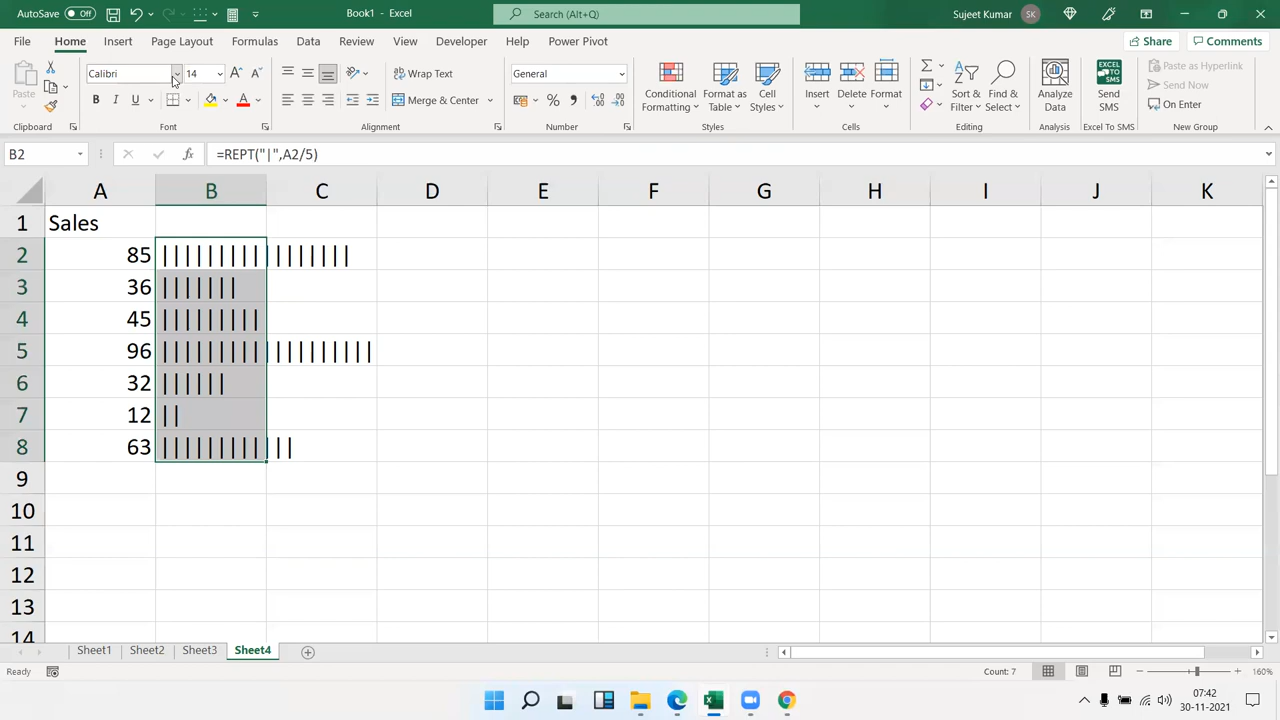 AutoSave Off
Book1 - Excel
Search (Alt+Q)
Sujeet Kumar
SK
File Home Insert Page Layout Formulas Data Review View Developer Help Power Pivot
Share
Comments
Paste
Clipboard
Calibri
14
B I U
Font
Wrap Text
Merge & Center
Alignment
General
Number
Conditional Formatting
Format as Table
Cell Styles
Styles
Insert
Delete
Format
Cells
Sort & Filter
Find & Select
Editing
Analyze Data
Analysis
Send SMS
Excel To SMS
Paste as Hyperlink
Send Now
On Enter
New Group
B2
=REPT("|",A2/5)
A B C D E F G H I J K
1 Sales
2 85 |||||||||||||||||
3 36 |||||||
4 45 |||||||||
5 96 |||||||||||||||||||
6 32 ||||||
7 12 ||
8 63 ||||||||||||
9
10
11
12
13
14
Sheet1 Sheet2 Sheet3 Sheet4
Ready
Count: 7
160%
07:42
30-11-2021